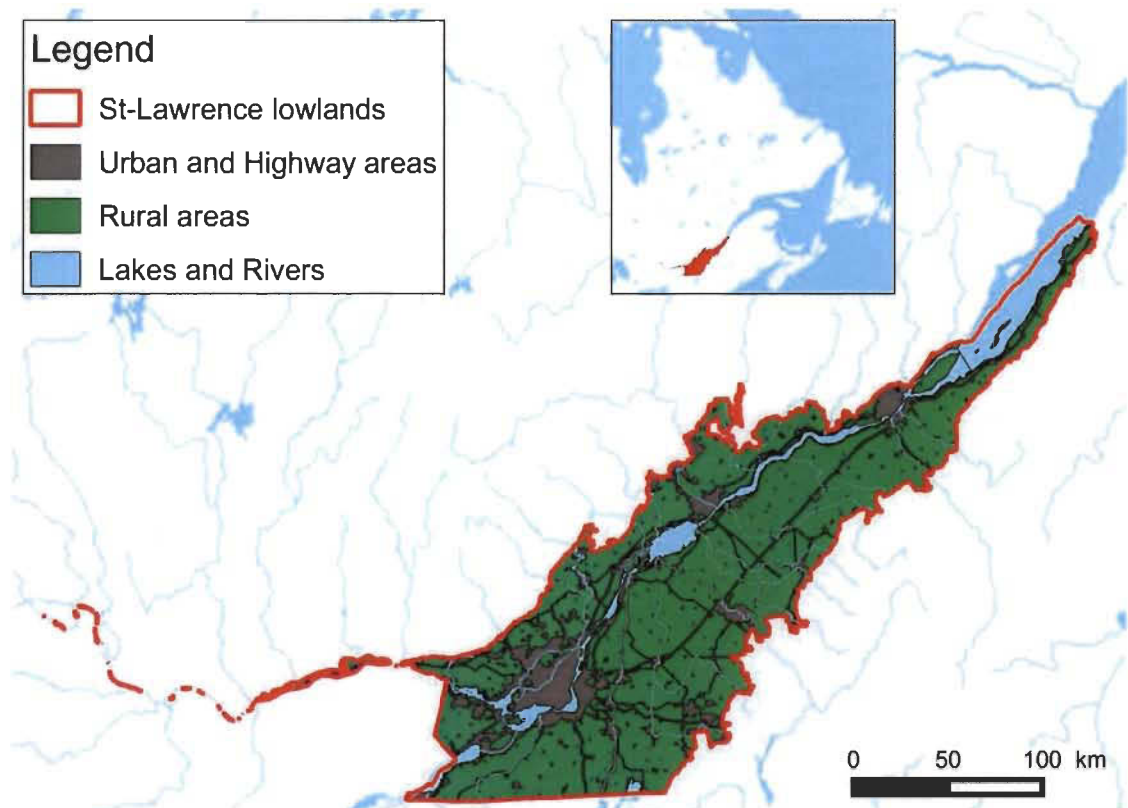 Legend
St-Lawrence lowlands
Urban and Highway areas
Rural areas
Lakes and Rivers
0 50 100 km